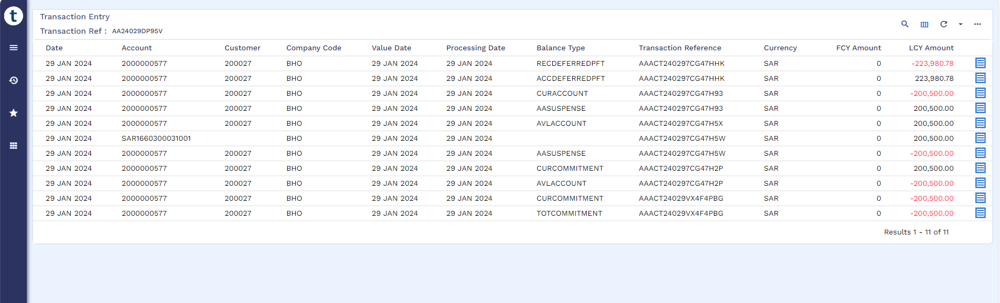 t
Transaction Entry
Transaction Ref : AA24029DP95V
Date Account Customer Company Code Value Date Processing Date Balance Type Transaction Reference Currency FCY Amount LCY Amount
29 JAN 2024 2000000577 200027 BHO 29 JAN 2024 29 JAN 2024 RECDEFERREDPFT AAACT240297CG47HHK SAR 0 -223,980.78
29 JAN 2024 2000000577 200027 BHO 29 JAN 2024 29 JAN 2024 ACCDEFERREDPFT AAACT240297CG47HHK SAR 0 223,980.78
29 JAN 2024 2000000577 200027 BHO 29 JAN 2024 29 JAN 2024 CURACCOUNT AAACT240297CG47H93 SAR 0 -200,500.00
29 JAN 2024 2000000577 200027 BHO 29 JAN 2024 29 JAN 2024 AASUSPENSE AAACT240297CG47H93 SAR 0 200,500.00
29 JAN 2024 2000000577 200027 BHO 29 JAN 2024 29 JAN 2024 AVLACCOUNT AAACT240297CG47H5X SAR 0 200,500.00
29 JAN 2024 SAR1660300031001 BHO 29 JAN 2024 29 JAN 2024 AAACT240297CG47H5W SAR 0 200,500.00
29 JAN 2024 2000000577 200027 BHO 29 JAN 2024 29 JAN 2024 AASUSPENSE AAACT240297CG47H5W SAR 0 -200,500.00
29 JAN 2024 2000000577 200027 BHO 29 JAN 2024 29 JAN 2024 CURCOMMITMENT AAACT240297CG47H2P SAR 0 200,500.00
29 JAN 2024 2000000577 200027 BHO 29 JAN 2024 29 JAN 2024 AVLACCOUNT AAACT240297CG47H2P SAR 0 -200,500.00
29 JAN 2024 2000000577 200027 BHO 29 JAN 2024 29 JAN 2024 CURCOMMITMENT AAACT24029VX4F4PBG SAR 0 -200,500.00
29 JAN 2024 2000000577 200027 BHO 29 JAN 2024 29 JAN 2024 TOTCOMMITMENT AAACT24029VX4F4PBG SAR 0 -200,500.00
Results 1 - 11 of 11